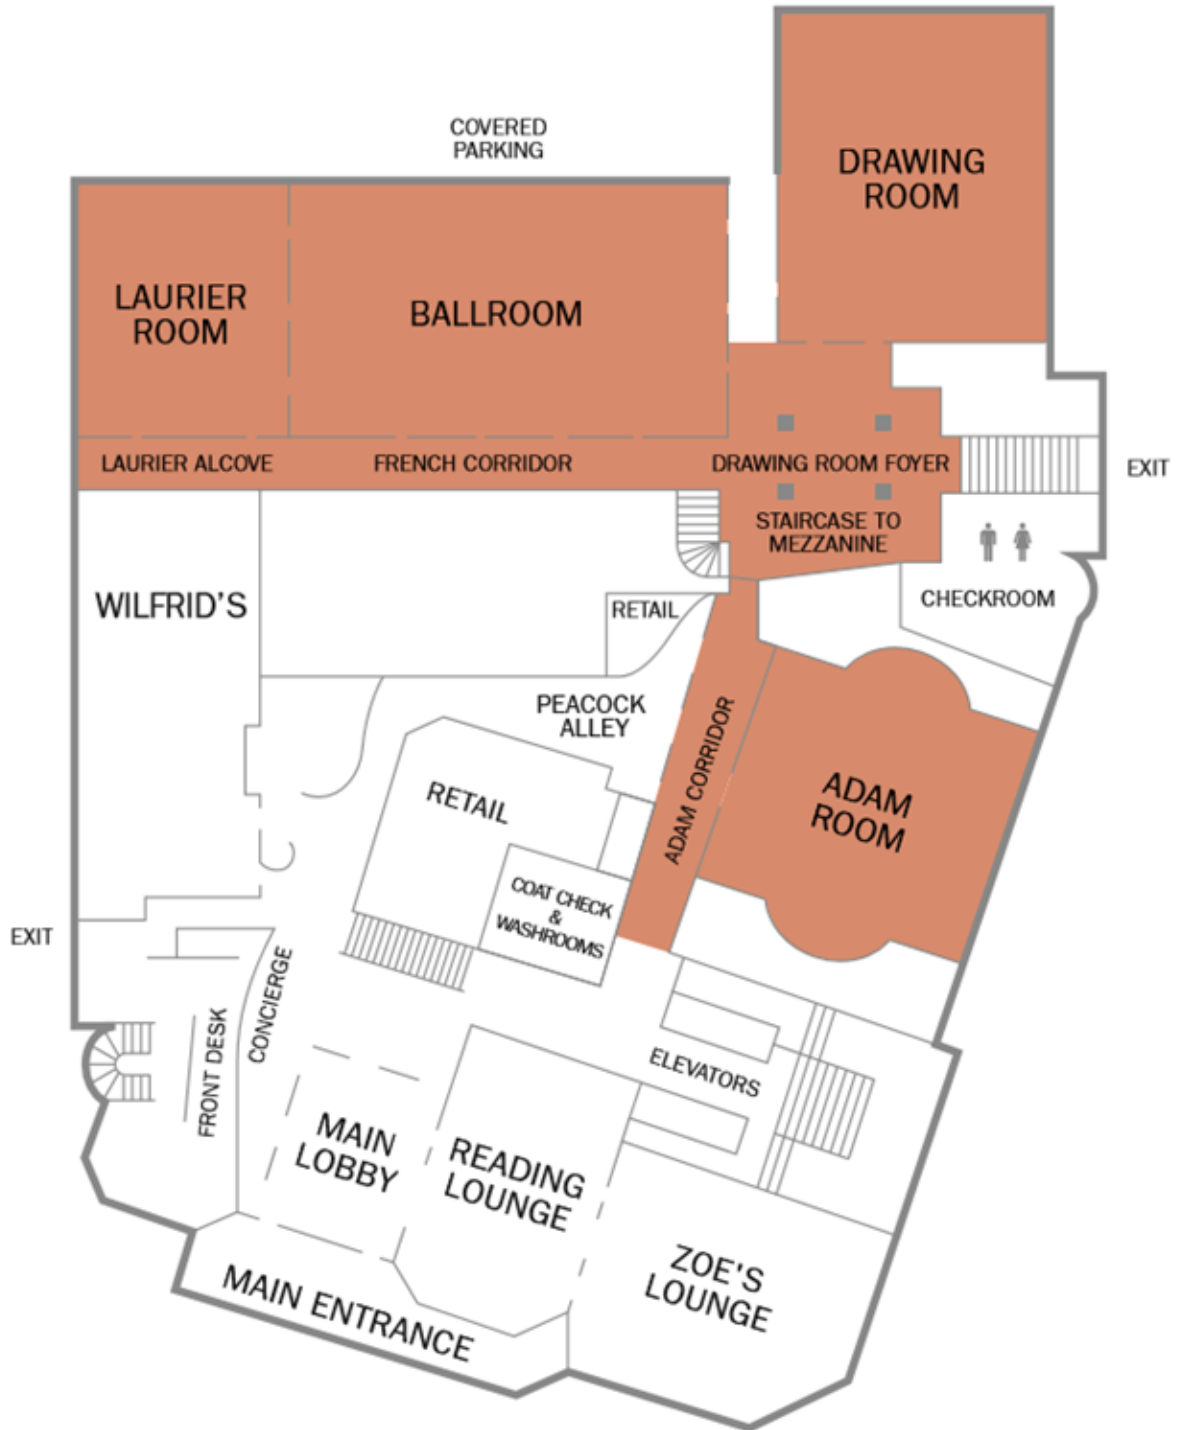 COVERED
PARKING
DRAWING
ROOM
LAURIER
ROOM
BALLROOM
LAURIER ALCOVE
FRENCH CORRIDOR
DRAWING ROOM FOYER
EXIT
STAIRCASE TO
MEZZANINE
WILFRID'S
RETAIL
CHECKROOM
PEACOCK
ALLEY
ADAM CORRIDOR
ADAM
ROOM
RETAIL
COAT CHECK
&
WASHROOMS
EXIT
CONCIERGE
FRONT DESK
ELEVATORS
MAIN
LOBBY
READING
LOUNGE
ZOE'S
LOUNGE
MAIN ENTRANCE